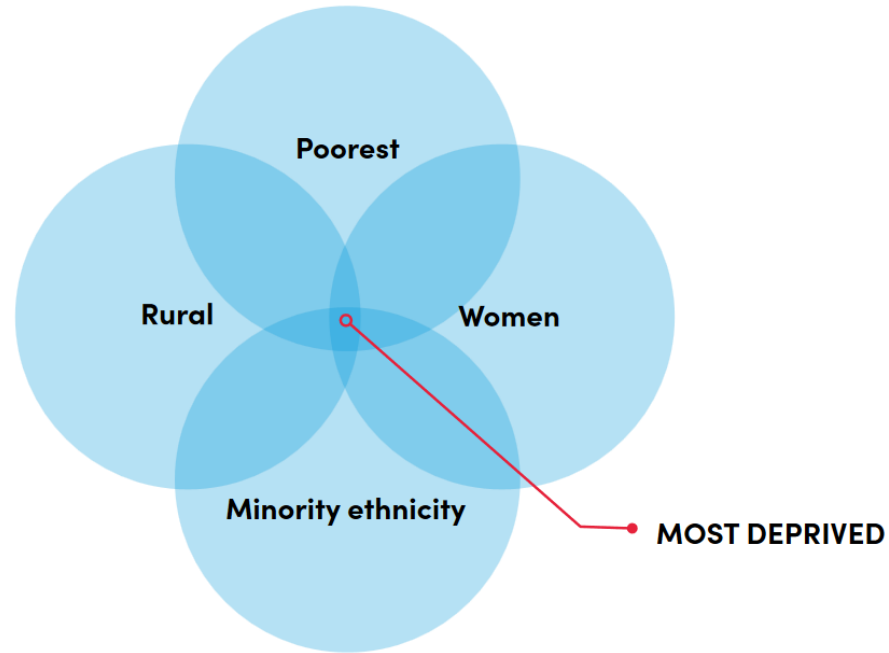 Poorest
Rural
Women
Minority ethnicity
MOST DEPRIVED